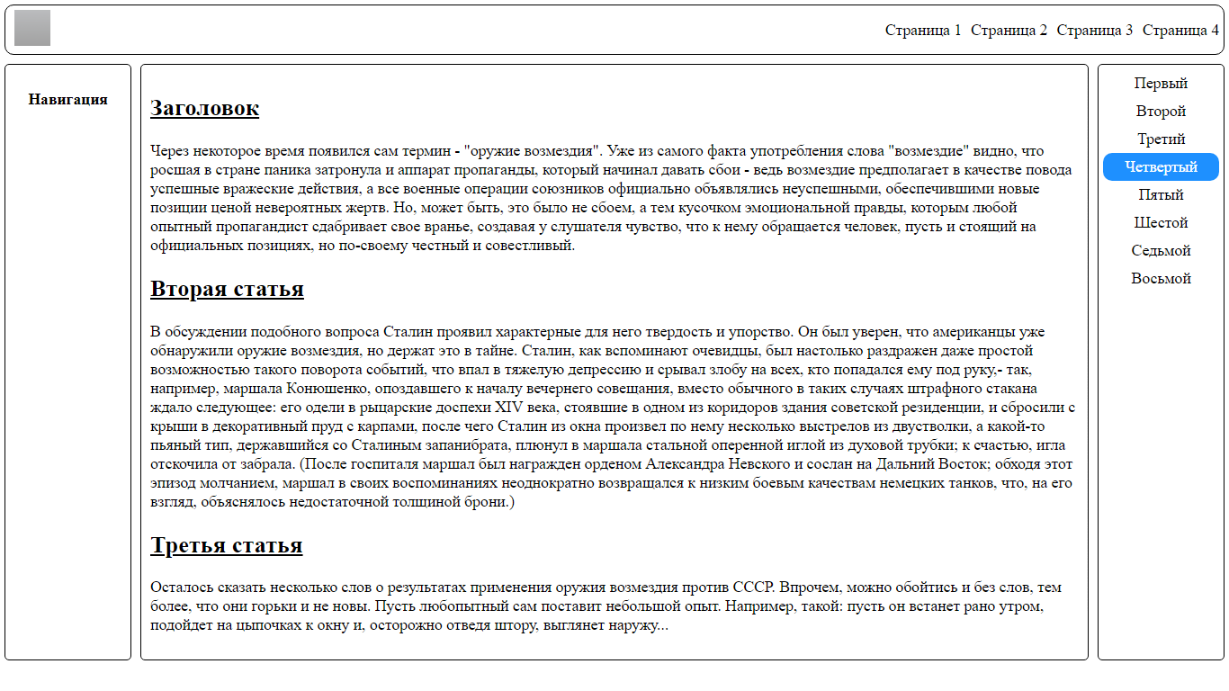 Страница 1 Страница 2 Страница 3 Страница 4
Навигация
Заголовок
Через некоторое время появился сам термин - "оружие возмездия". Уже из самого факта употребления слова "возмездие" видно, что
росшая в стране паника затронула и аппарат пропаганды, который начинал давать сбои - ведь возмездие предполагает в качестве повода
успешные вражеские действия, а все военные операции союзников официально объявлялись неуспешными, обеспечившими новые
позиции ценой невероятных жертв. Но, может быть, это было не сбоем, а тем кусочком эмоциональной правды, которым любой
опытный пропагандист сдабривает свое вранье, создавая у слушателя чувство, что к нему обращается человек, пусть и стоящий на
официальных позициях, но по-своему честный и совестливый.
Вторая статья
В обсуждении подобного вопроса Сталин проявил характерные для него твердость и упорство. Он был уверен, что американцы уже
обнаружили оружие возмездия, но держат это в тайне. Сталин, как вспоминают очевидцы, был настолько раздражен даже простой
возможностью такого поворота событий, что впал в тяжелую депрессию и срывал злобу на всех, кто попадался ему под руку,- так,
например, маршала Конюшенко, опоздавшего к началу вечернего совещания, вместо обычного в таких случаях штрафного стакана
ждало следующее: его одели в рыцарские доспехи XIV века, стоявшие в одном из коридоров здания советской резиденции, и сбросили с
крыши в декоративный пруд с карпами, после чего Сталин из окна произвел по нему несколько выстрелов из двустволки, а какой-то
пьяный тип, державшийся со Сталиным запанибрата, плюнул в маршала стальной оперенной иглой из духовой трубки; к счастью, игла
отскочила от забрала. (После госпиталя маршал был награжден орденом Александра Невского и сослан на Дальний Восток; обходя этот
эпизод молчанием, маршал в своих воспоминаниях неоднократно возвращался к низким боевым качествам немецких танков, что, на его
взгляд, объяснялось недостаточной толщиной брони.)
Третья статья
Осталось сказать несколько слов о результатах применения оружия возмездия против СССР. Впрочем, можно обойтись и без слов, тем
более, что они горьки и не новы. Пусть любопытный сам поставит небольшой опыт. Например, такой: пусть он встанет рано утром,
подойдет на цыпочках к окну и, осторожно отведя штору, выглянет наружу...
Первый
Второй
Третий
Четвертый
Пятый
Шестой
Седьмой
Восьмой